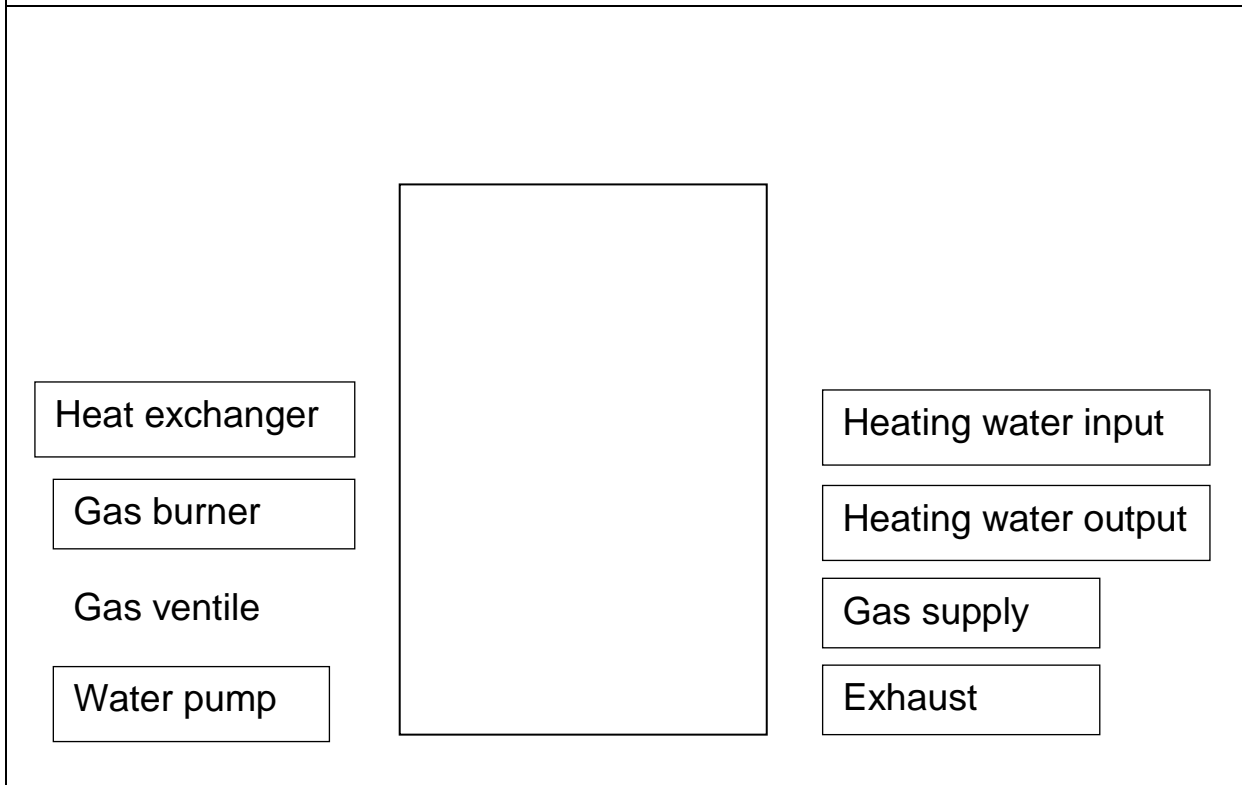 Heat exchanger
Gas burner
Gas ventile
Water pump
Heating water input
Heating water output
Gas supply
Exhaust